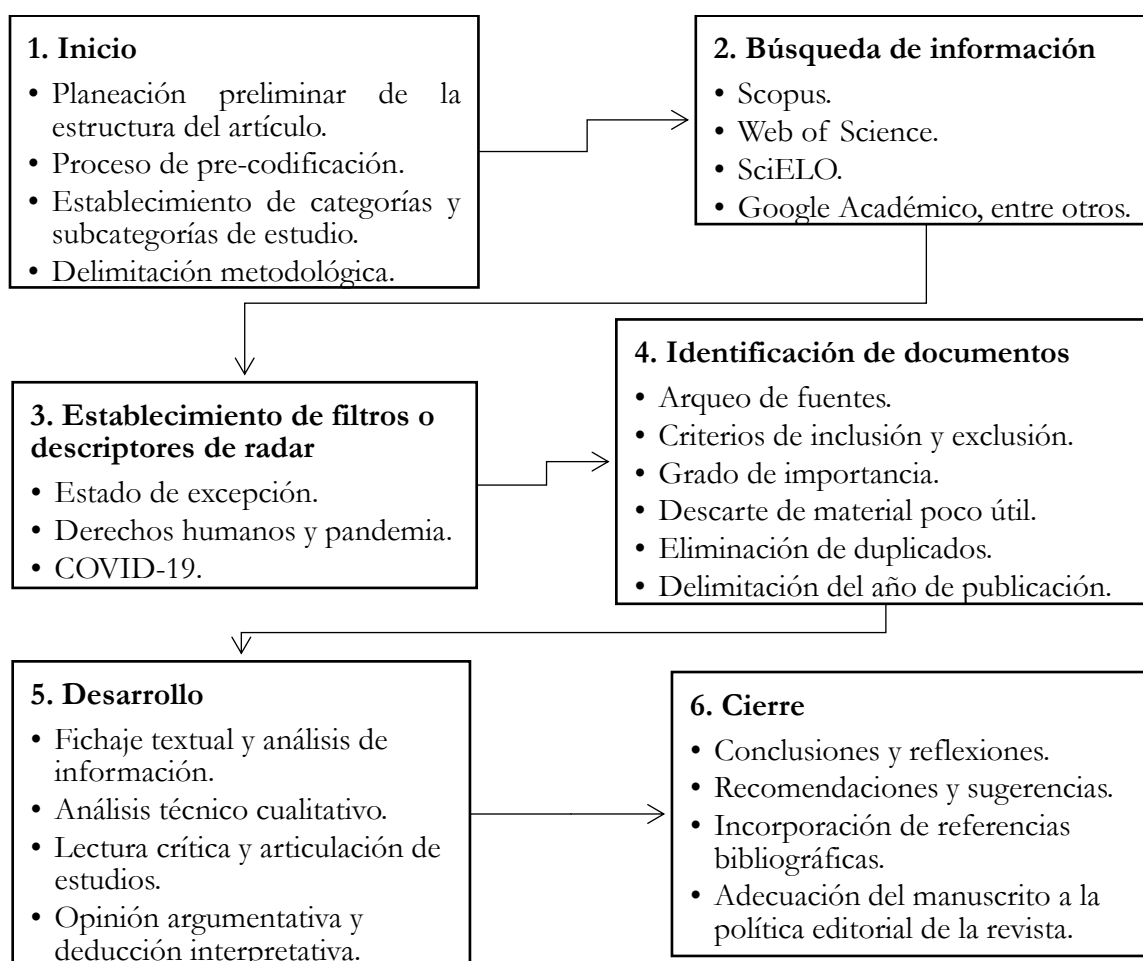 1. Inicio
• Planeación preliminar de la
estructura del artículo.
• Proceso de pre-codificación.
• Establecimiento de categorías y
subcategorías de estudio.
• Delimitación metodológica.
2. Búsqueda de información
• Scopus.
• Web of Science.
• SciELO.
• Google Académico, entre otros.
3. Establecimiento de filtros o
descriptores de radar
• Estado de excepción.
• Derechos humanos y pandemia.
• COVID-19.
4. Identificación de documentos
• Arqueo de fuentes.
• Criterios de inclusión y exclusión.
• Grado de importancia.
• Descarte de material poco útil.
• Eliminación de duplicados.
• Delimitación del año de publicación.
5. Desarrollo
• Fichaje textual y análisis de
información.
• Análisis técnico cualitativo.
• Lectura crítica y articulación de
estudios.
• Opinión argumentativa y
deducción interpretativa.
6. Cierre
• Conclusiones y reflexiones.
• Recomendaciones y sugerencias.
• Incorporación de referencias
bibliográficas.
• Adecuación del manuscrito a la
política editorial de la revista.